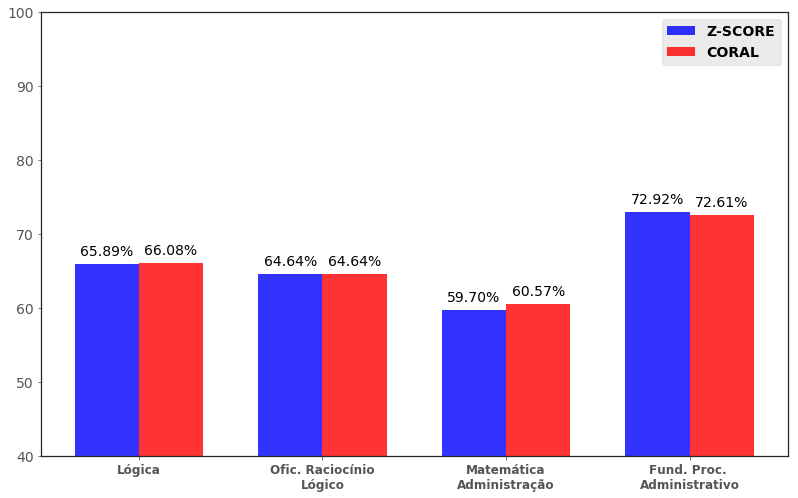 100
90
80
70
60
50
40
Z-SCORE
CORAL
65.89%
66.08%
64.64%
64.64%
59.70%
60.57%
72.92%
72.61%
Lógica
Ofic. Raciocínio
Lógico
Matemática
Administração
Fund. Proc.
Administrativo